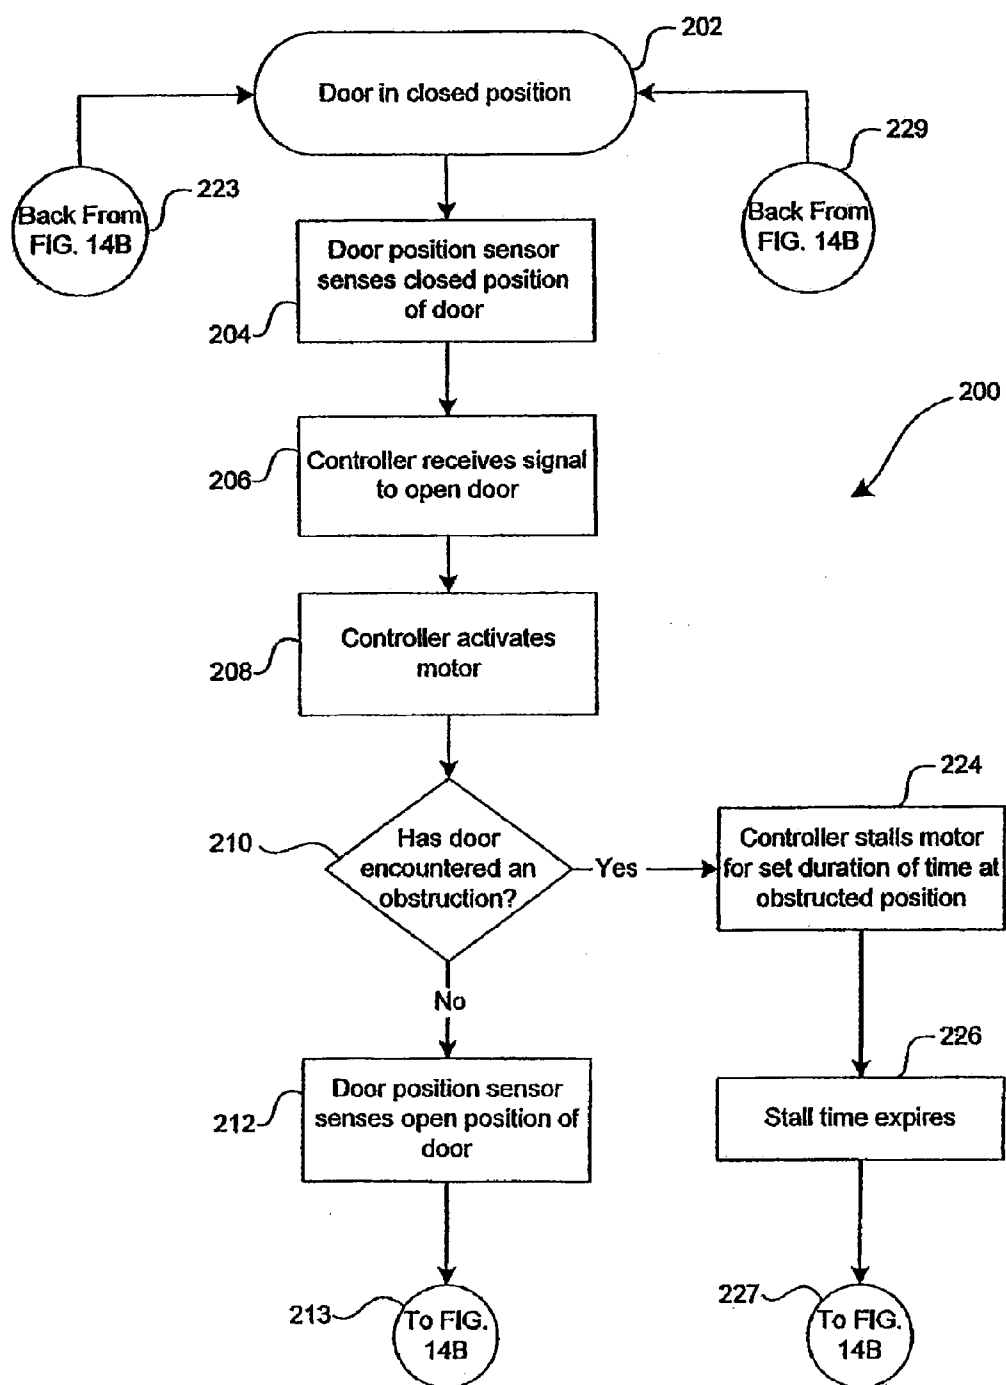 202
Door in closed position
229
223
Back From
FIG. 14B
Back From
FIG. 14B
Door position sensor
senses closed position
of door
204
200
Controller receives signal
to open door
206
Controller activates
motor
208
224
210
Has door
encountered an
obstruction?
Yes
Controller stalls motor
for set duration of time at
obstructed position
No
226
Door position sensor
senses open position of
door
212
Stall time expires
213
To FIG.
14B
227
To FIG.
14B